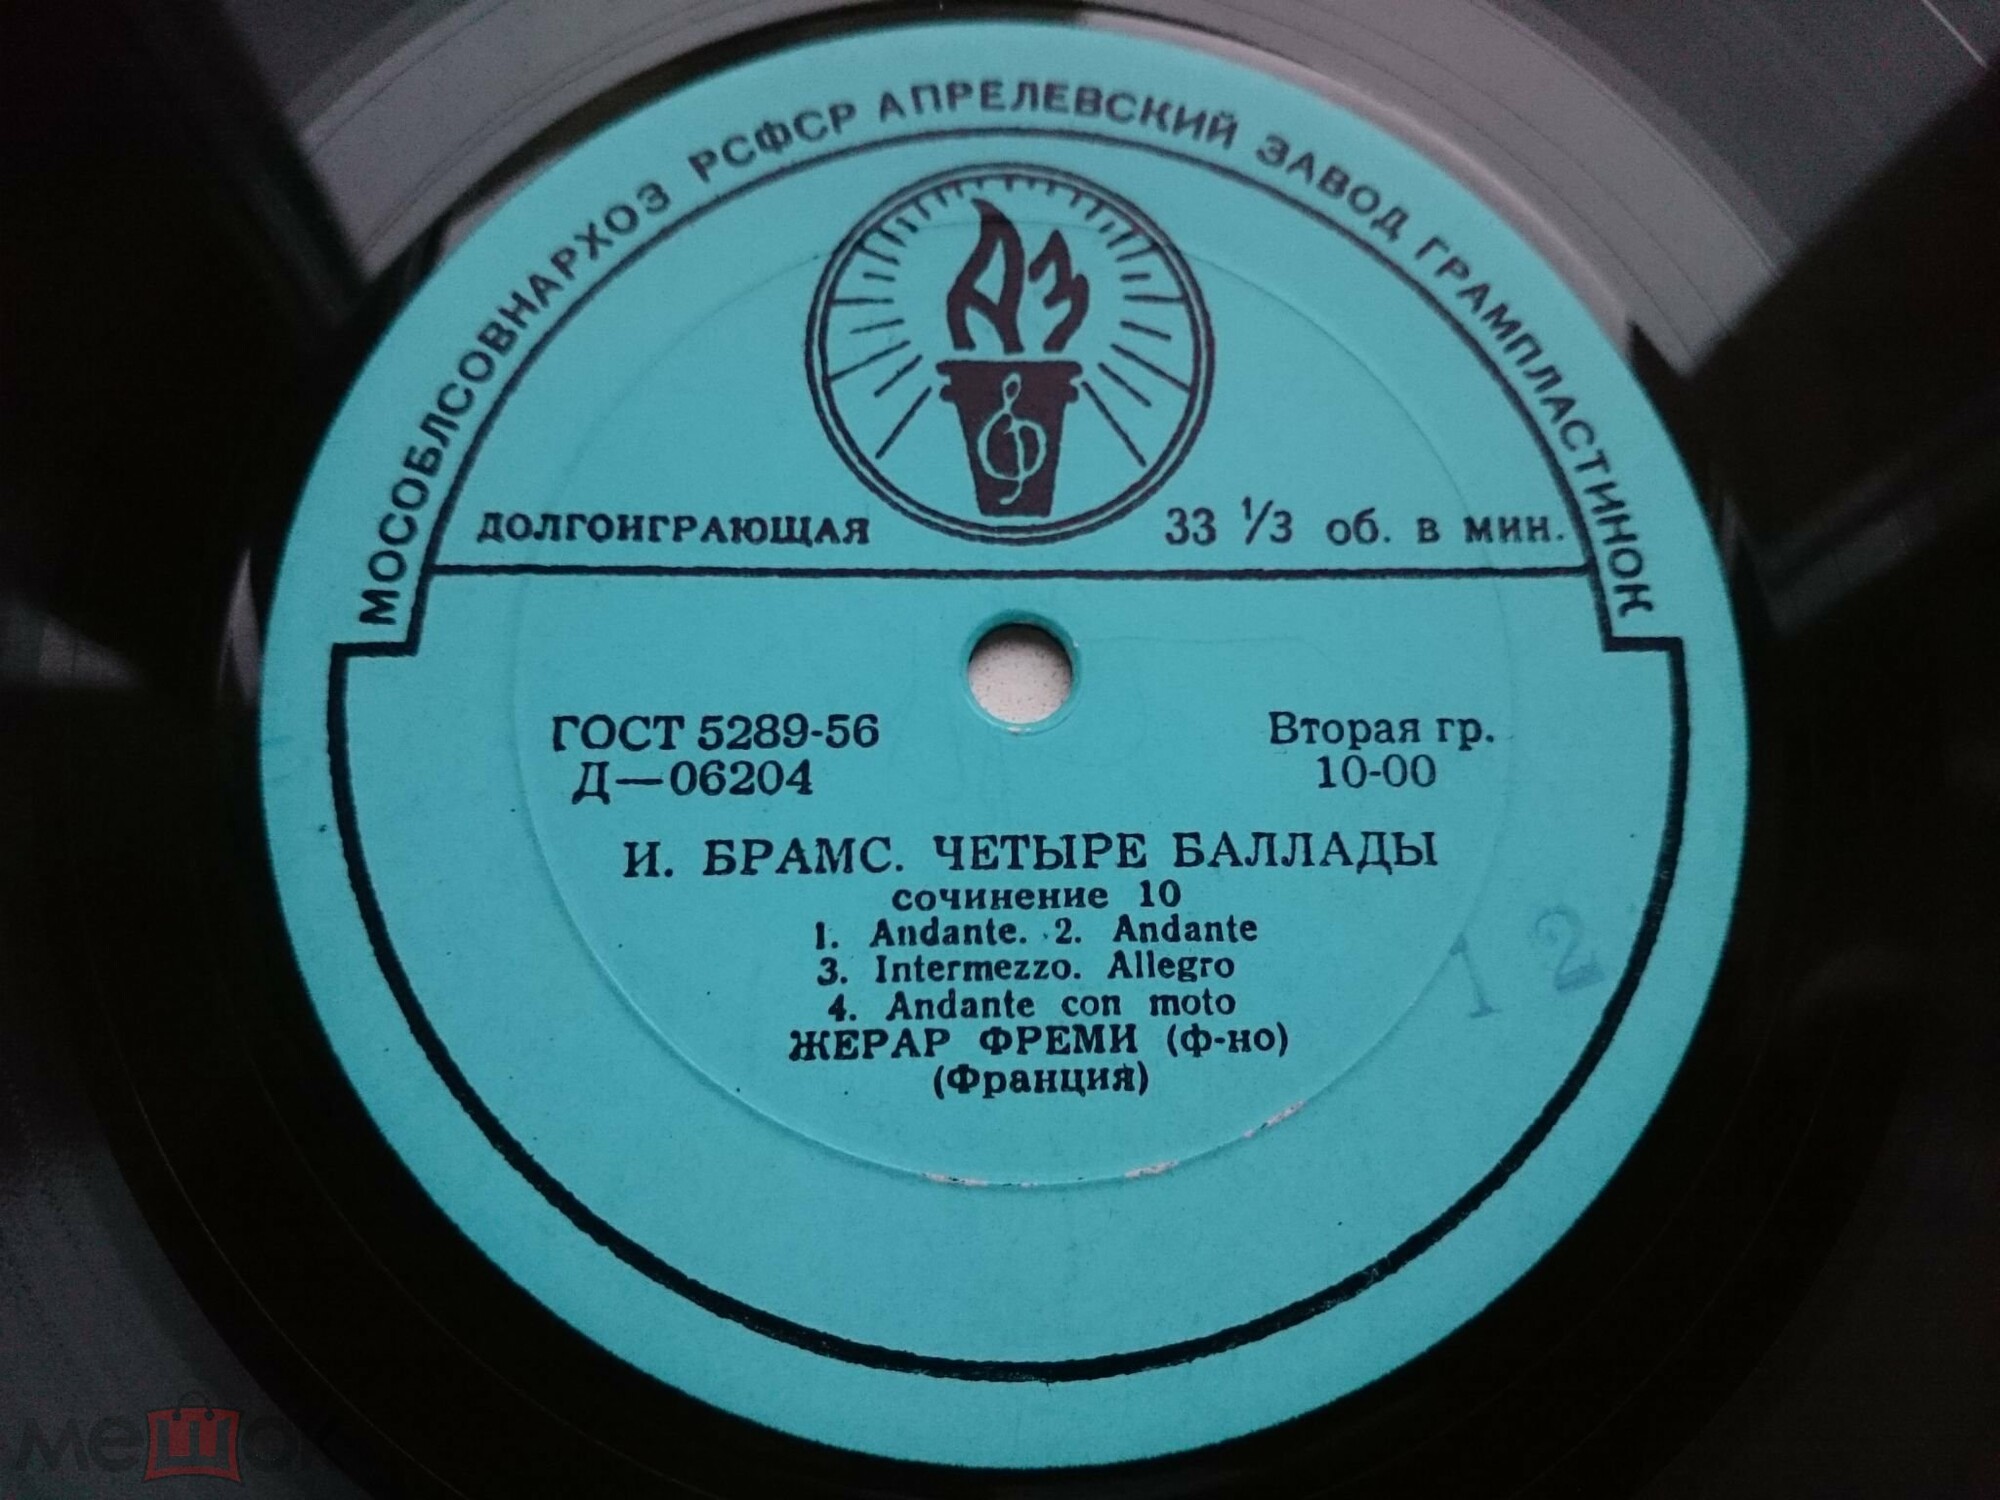 МОСОБЛСОВНАРХОЗ РСФСР АПРЕЛЕВСКИЙ ЗАВОД ГРАМПЛАСТИНОК
АЗ
ДОЛГОИГРАЮЩАЯ 33 1/3 об. в мин.
ГОСТ 5289-56 Вторая гр.
Д—06204 10-00
И. БРАМС. ЧЕТЫРЕ БАЛЛАДЫ
сочинение 10
1. Andante. 2. Andante
3. Intermezzo. Allegro
4. Andante con moto
ЖЕРАР ФРЕМИ (ф-но)
(Франция)
12
мешок